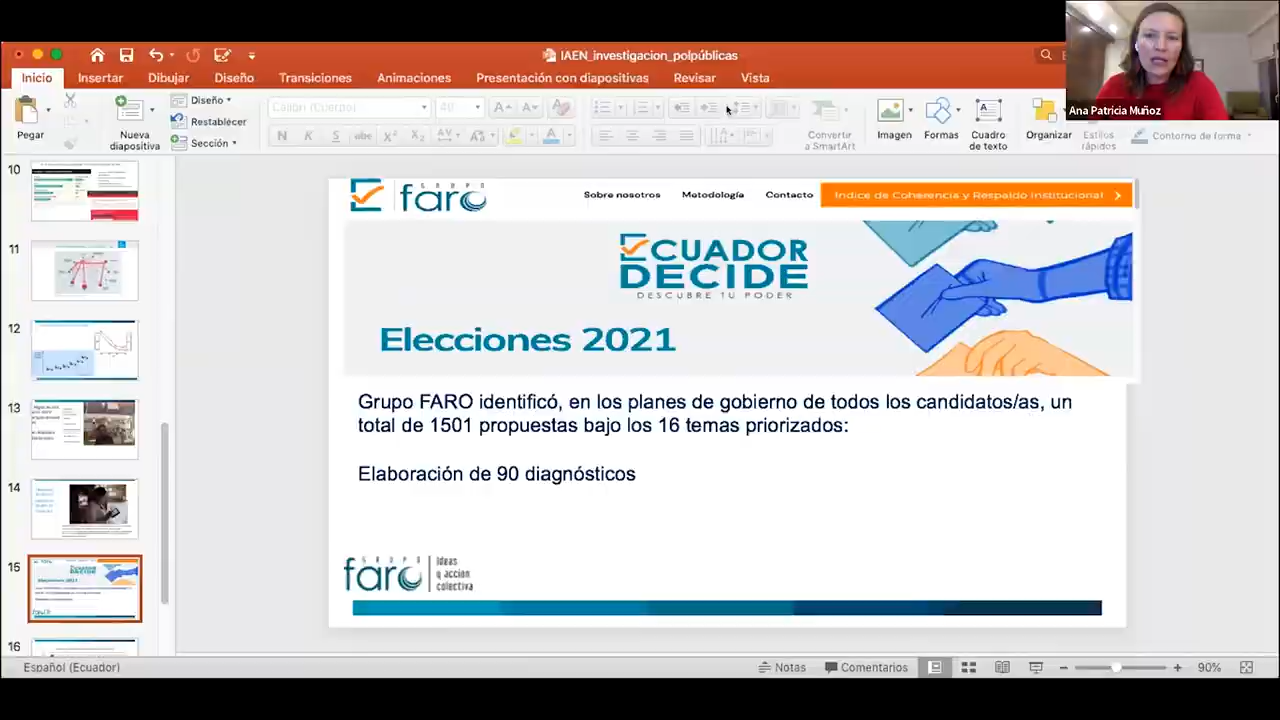 IAEN_investigacion_polpúblicas
Inicio
Insertar
Dibujar
Diseño
Transiciones
Animaciones
Presentación con diapositivas
Revisar
Vista
Ana Patricia Muñoz
Pegar
Nueva
diapositiva
Diseño
Restablecer
Sección
Calibri (Cuerpo)
40
N K S abc
Convertir
a SmartArt
Imagen
Formas
Cuadro
de texto
Organizar
Estilos
rápidos
Contorno de forma
10
11
12
13
14
15
16
GRUPO
faro
Sobre nosotros
Metodología
Contacto
Índice de Coherencia y Respaldo Institucional
ECUADOR
DECIDE
DESCUBRE TU PODER
Elecciones 2021
Grupo FARO identificó, en los planes de gobierno de todos los candidatos/as, un
total de 1501 propuestas bajo los 16 temas priorizados:
Elaboración de 90 diagnósticos
GRUPO
faro
Ideas
y acción
colectiva
Español (Ecuador)
Notas
Comentarios
90%